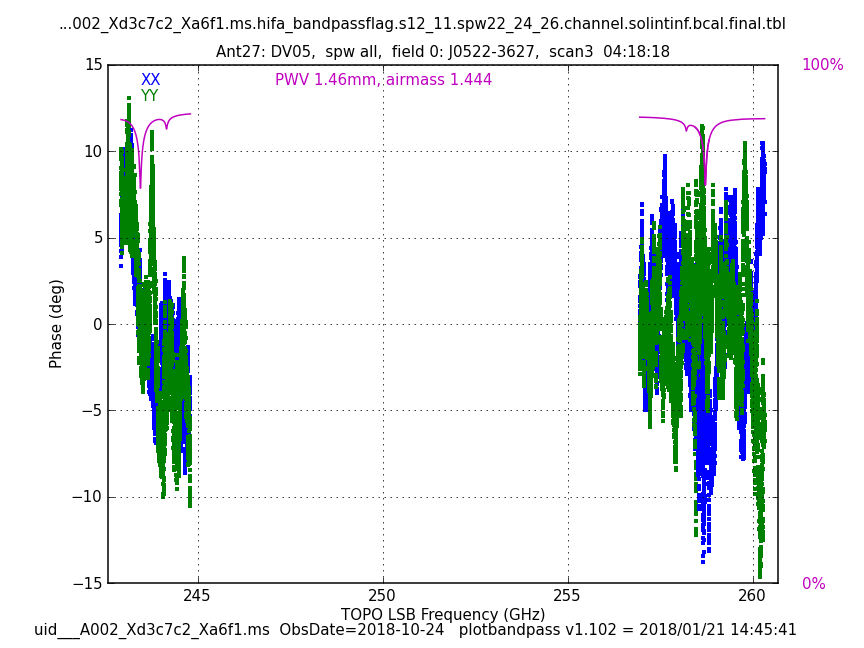 ...002_Xd3c7c2_Xa6f1.ms.hifa_bandpassflag.s12_11.spw22_24_26.channel.solintinf.bcal.final.tbl
Ant27: DV05,  spw all,  field 0: J0522-3627,  scan3  04:18:18
15
100%
XX
PWV 1.46mm, airmass 1.444
YY
10
5
0
Phase (deg)
−5
−10
−15
0%
245
250
255
260
TOPO LSB Frequency (GHz)
uid___A002_Xd3c7c2_Xa6f1.ms  ObsDate=2018-10-24   plotbandpass v1.102 = 2018/01/21 14:45:41